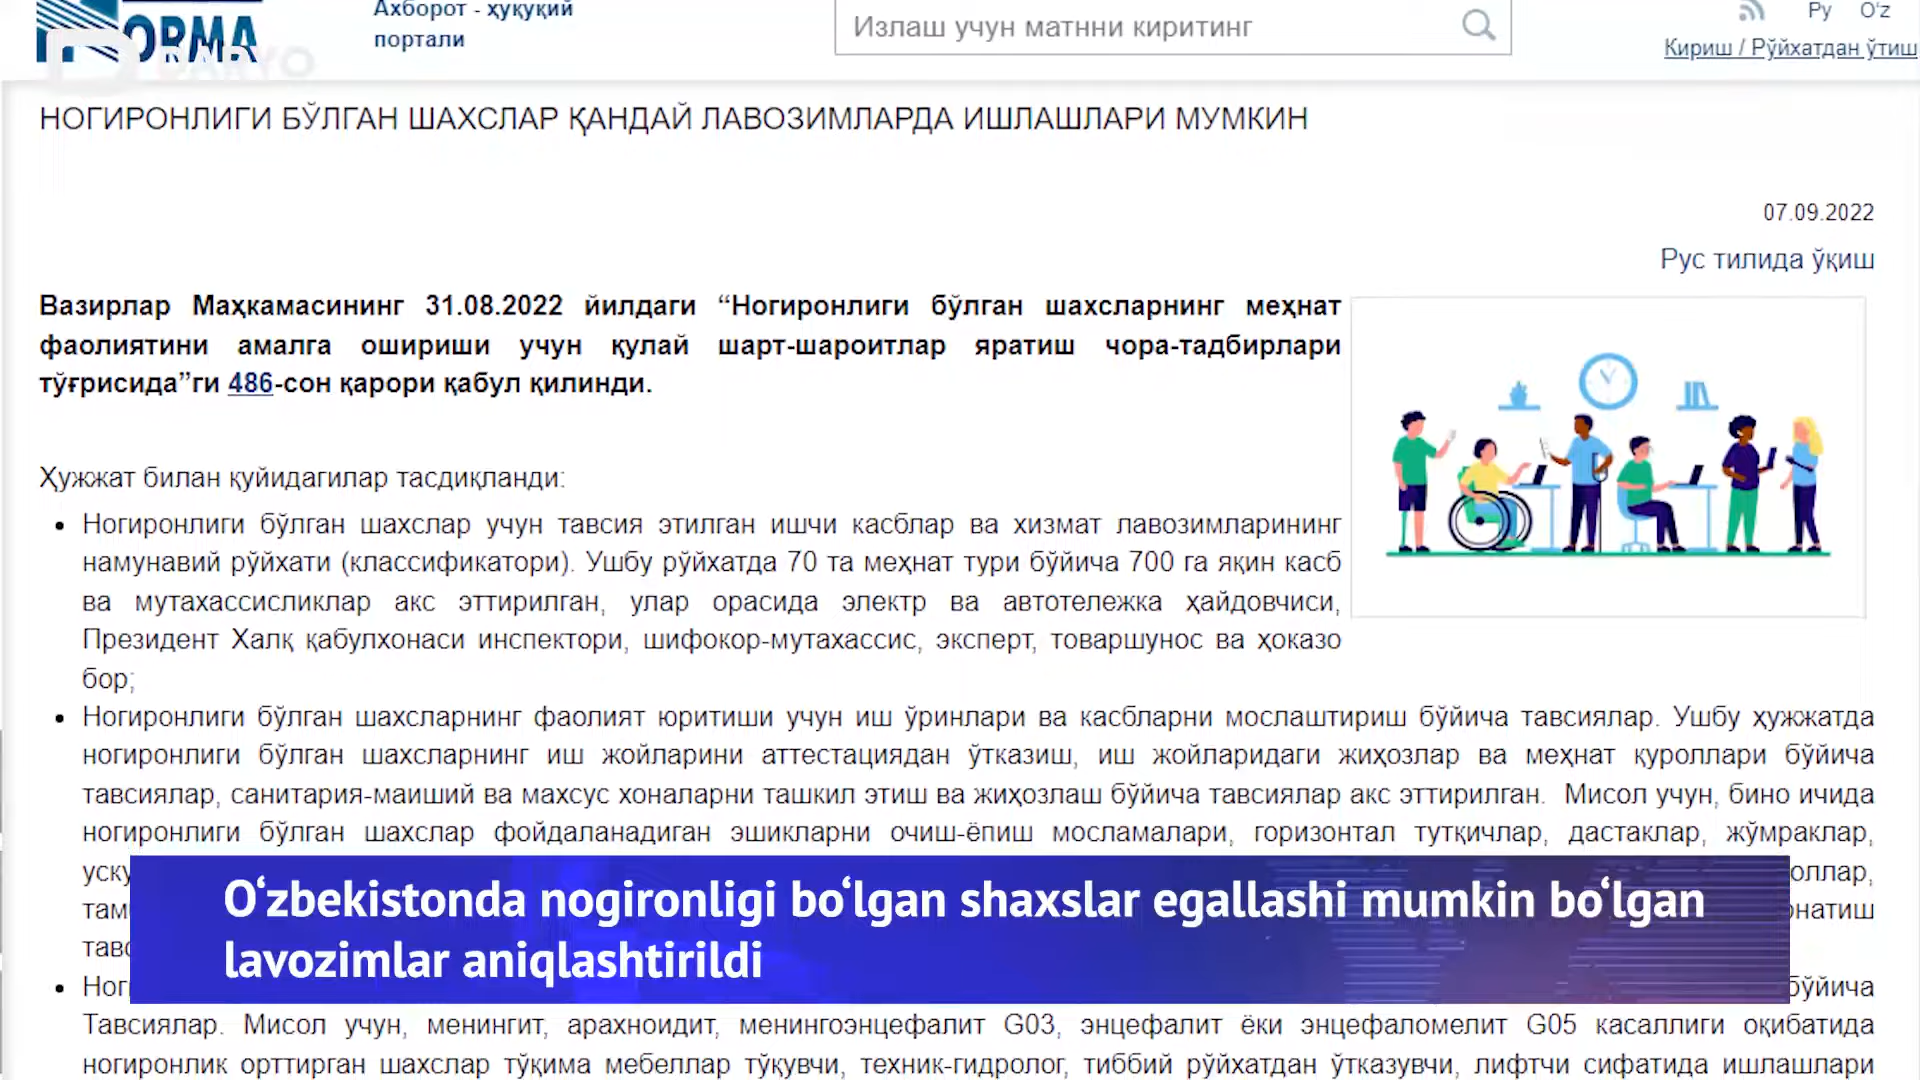 ORMA
Ахборот - ҳуқуқий
портали
Излаш учун матнни киритинг
Ру O'z
Кириш / Рўйхатдан ўтиш
DARYO
НОГИРОНЛИГИ БЎЛГАН ШАХСЛАР ҚАНДАЙ ЛАВОЗИМЛАРДА ИШЛАШЛАРИ МУМКИН
07.09.2022
Рус тилида ўқиш
Вазирлар Маҳкамасининг 31.08.2022 йилдаги “Ногиронлиги бўлган шахсларнинг меҳнат
фаолиятини амалга ошириши учун қулай шарт-шароитлар яратиш чора-тадбирлари
тўғрисида”ги 486-сон қарори қабул қилинди.
Ҳужжат билан қуйидагилар тасдиқланди:
• Ногиронлиги бўлган шахслар учун тавсия этилган ишчи касблар ва хизмат лавозимларининг
намунавий рўйхати (классификатори). Ушбу рўйхатда 70 та меҳнат тури бўйича 700 га яқин касб
ва мутахассисликлар акс эттирилган, улар орасида электр ва автотележка ҳайдовчиси,
Президент Халқ қабулхонаси инспектори, шифокор-мутахассис, эксперт, товаршунос ва ҳоказо
бор;
• Ногиронлиги бўлган шахсларнинг фаолият юритиши учун иш ўринлари ва касбларни мослаштириш бўйича тавсиялар. Ушбу ҳужжатда
ногиронлиги бўлган шахсларнинг иш жойларини аттестациядан ўтказиш, иш жойларидаги жиҳозлар ва меҳнат қуроллари бўйича
тавсиялар, санитария-маиший ва махсус хоналарни ташкил этиш ва жиҳозлаш бўйича тавсиялар акс эттирилган. Мисол учун, бино ичида
ногиронлиги бўлган шахслар фойдаланадиган эшикларни очиш-ёпиш мосламалари, горизонтал тутқичлар, дастаклар, жўмраклар,
O‘zbekistonda nogironligi bo‘lgan shaxslar egallashi mumkin bo‘lgan
lavozimlar aniqlashtirildi
бўйича
Тавсиялар. Мисол учун, менингит, арахноидит, менингоэнцефалит G03, энцефалит ёки энцефаломелит G05 касаллиги оқибатида
ногиронлик орттирган шахслар тўқима мебеллар тўқувчи, техник-гидролог, тиббий рўйхатдан ўтказувчи, лифтчи сифатида ишлашлари